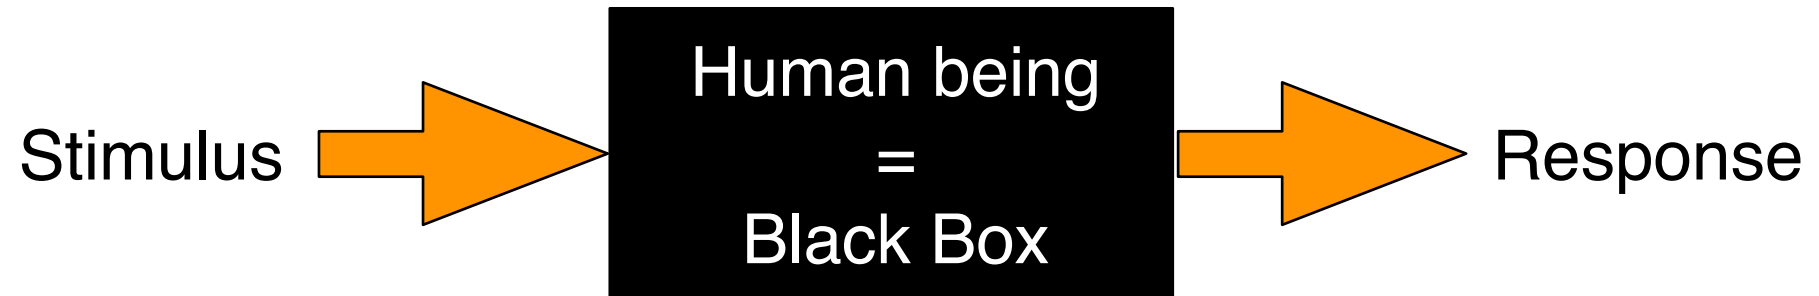 Stimulus
Human being
=
Black Box
Response